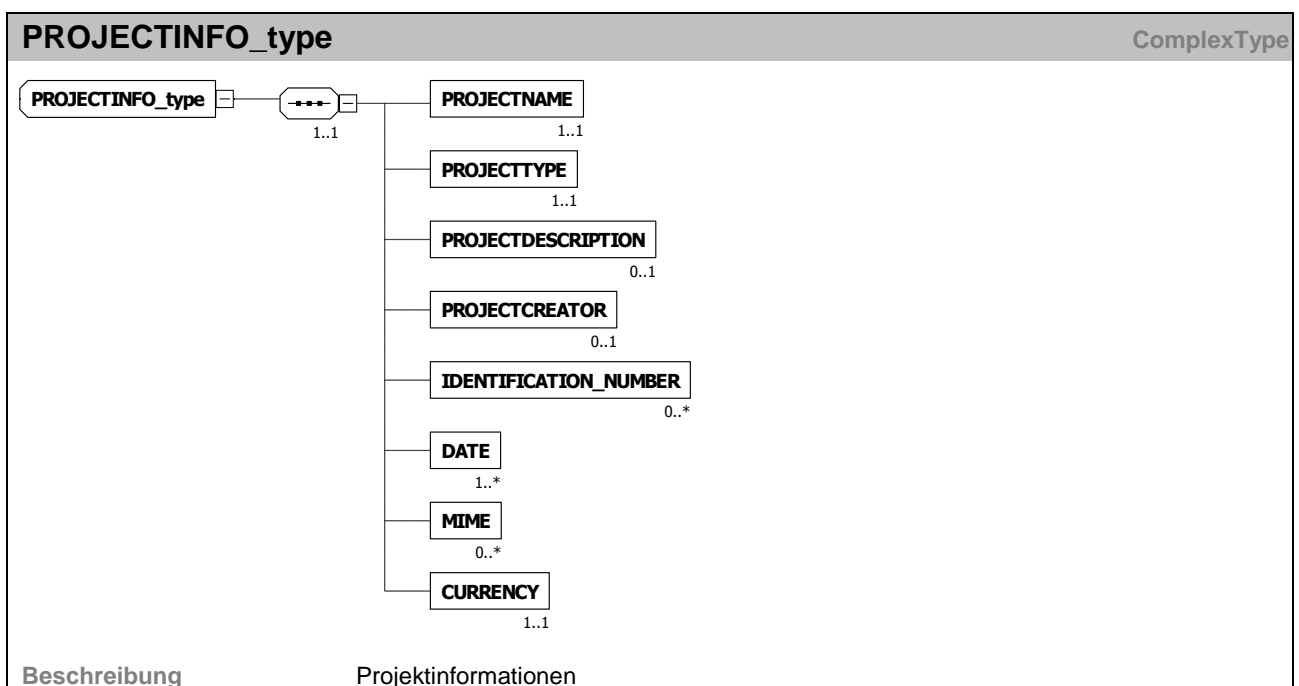 PROJECTINFO_type ComplexType
PROJECTINFO_type
1..1
PROJECTNAME
1..1
PROJECTTYPE
1..1
PROJECTDESCRIPTION
0..1
PROJECTCREATOR
0..1
IDENTIFICATION_NUMBER
0..*
DATE
1..*
MIME
0..*
CURRENCY
1..1
Beschreibung Projektinformationen